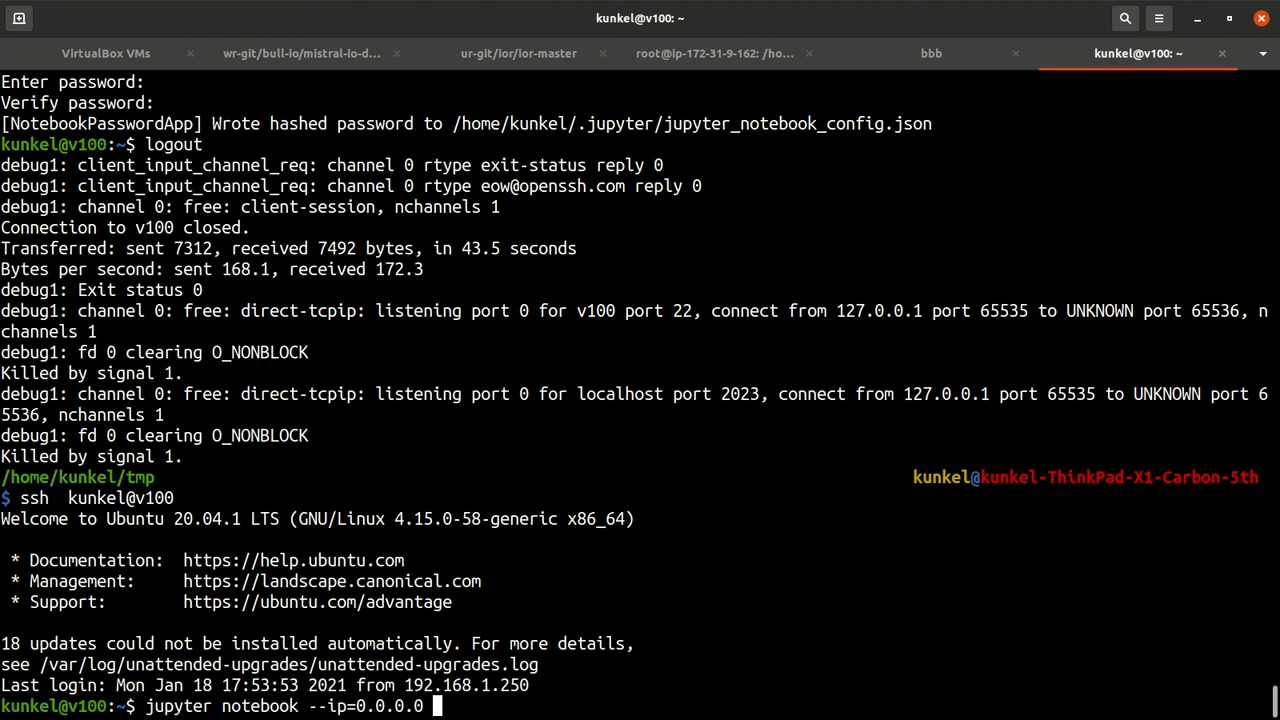 kunkel@v100: ~
VirtualBox VMs
wr-git/bull-io/mistral-io-d...
ur-git/ior/ior-master
root@ip-172-31-9-162: /ho...
bbb
kunkel@v100: ~
Enter password:
Verify password:
[NotebookPasswordApp] Wrote hashed password to /home/kunkel/.jupyter/jupyter_notebook_config.json
kunkel@v100:~$ logout
debug1: client_input_channel_req: channel 0 rtype exit-status reply 0
debug1: client_input_channel_req: channel 0 rtype eow@openssh.com reply 0
debug1: channel 0: free: client-session, nchannels 1
Connection to v100 closed.
Transferred: sent 7312, received 7492 bytes, in 43.5 seconds
Bytes per second: sent 168.1, received 172.3
debug1: Exit status 0
debug1: channel 0: free: direct-tcpip: listening port 0 for v100 port 22, connect from 127.0.0.1 port 65535 to UNKNOWN port 65536, n
channels 1
debug1: fd 0 clearing O_NONBLOCK
Killed by signal 1.
debug1: channel 0: free: direct-tcpip: listening port 0 for localhost port 2023, connect from 127.0.0.1 port 65535 to UNKNOWN port 6
5536, nchannels 1
debug1: fd 0 clearing O_NONBLOCK
Killed by signal 1.
/home/kunkel/tmp kunkel@kunkel-ThinkPad-X1-Carbon-5th
$ ssh  kunkel@v100
Welcome to Ubuntu 20.04.1 LTS (GNU/Linux 4.15.0-58-generic x86_64)
* Documentation:  https://help.ubuntu.com
* Management:     https://landscape.canonical.com
* Support:        https://ubuntu.com/advantage
18 updates could not be installed automatically. For more details,
see /var/log/unattended-upgrades/unattended-upgrades.log
Last login: Mon Jan 18 17:53:53 2021 from 192.168.1.250
kunkel@v100:~$ jupyter notebook --ip=0.0.0.0